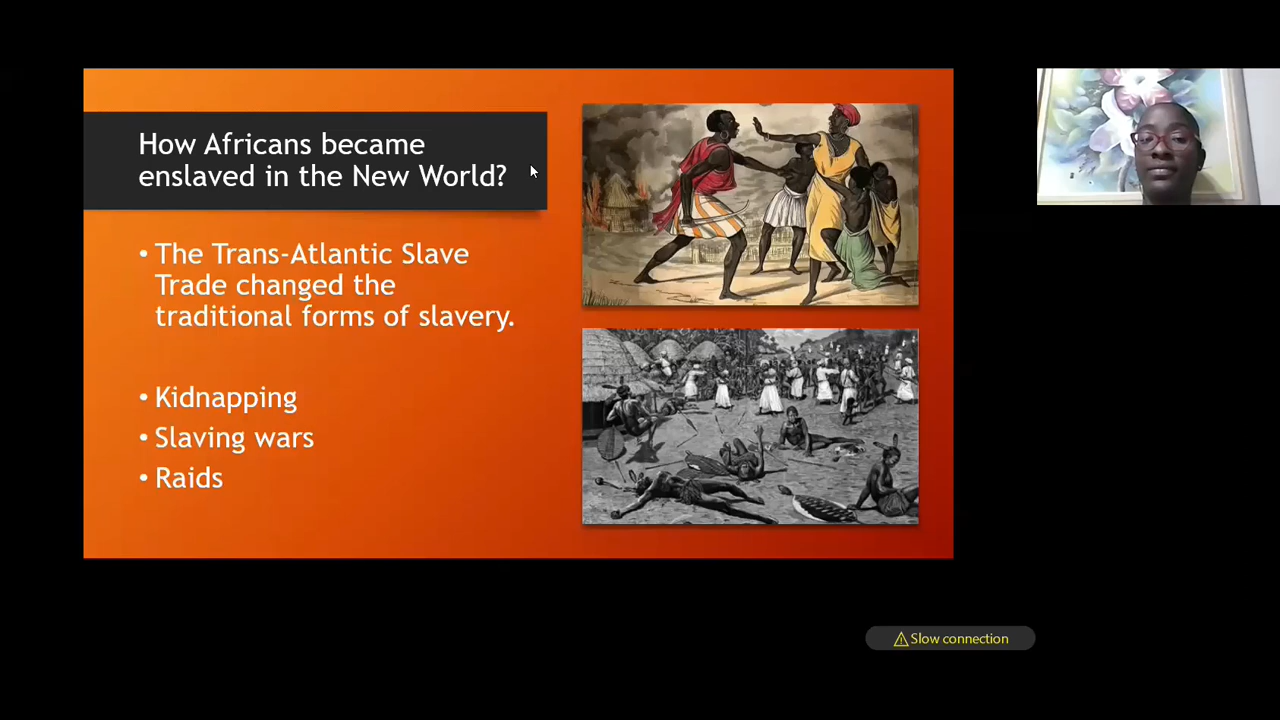 How Africans became
enslaved in the New World?
• The Trans-Atlantic Slave
Trade changed the
traditional forms of slavery.
• Kidnapping
• Slaving wars
• Raids
Slow connection